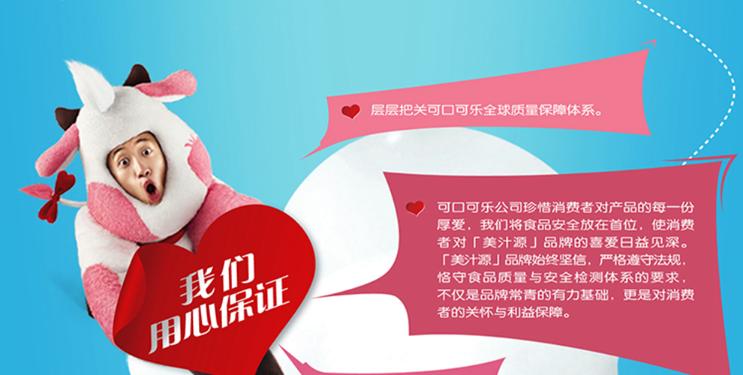 层层把关可口可乐全球质量保障体系。
可口可乐公司珍惜消费者对产品的每一份
厚爱，我们将食品安全放在首位，使消费
者对「美汁源」品牌的喜爱日益见深。
「美汁源」品牌始终坚信，严格遵守法规，
恪守食品质量与安全检测体系的要求，
不仅是品牌常青的有力基础，更是对消费
者的关怀与利益保障。
我们
用心保证